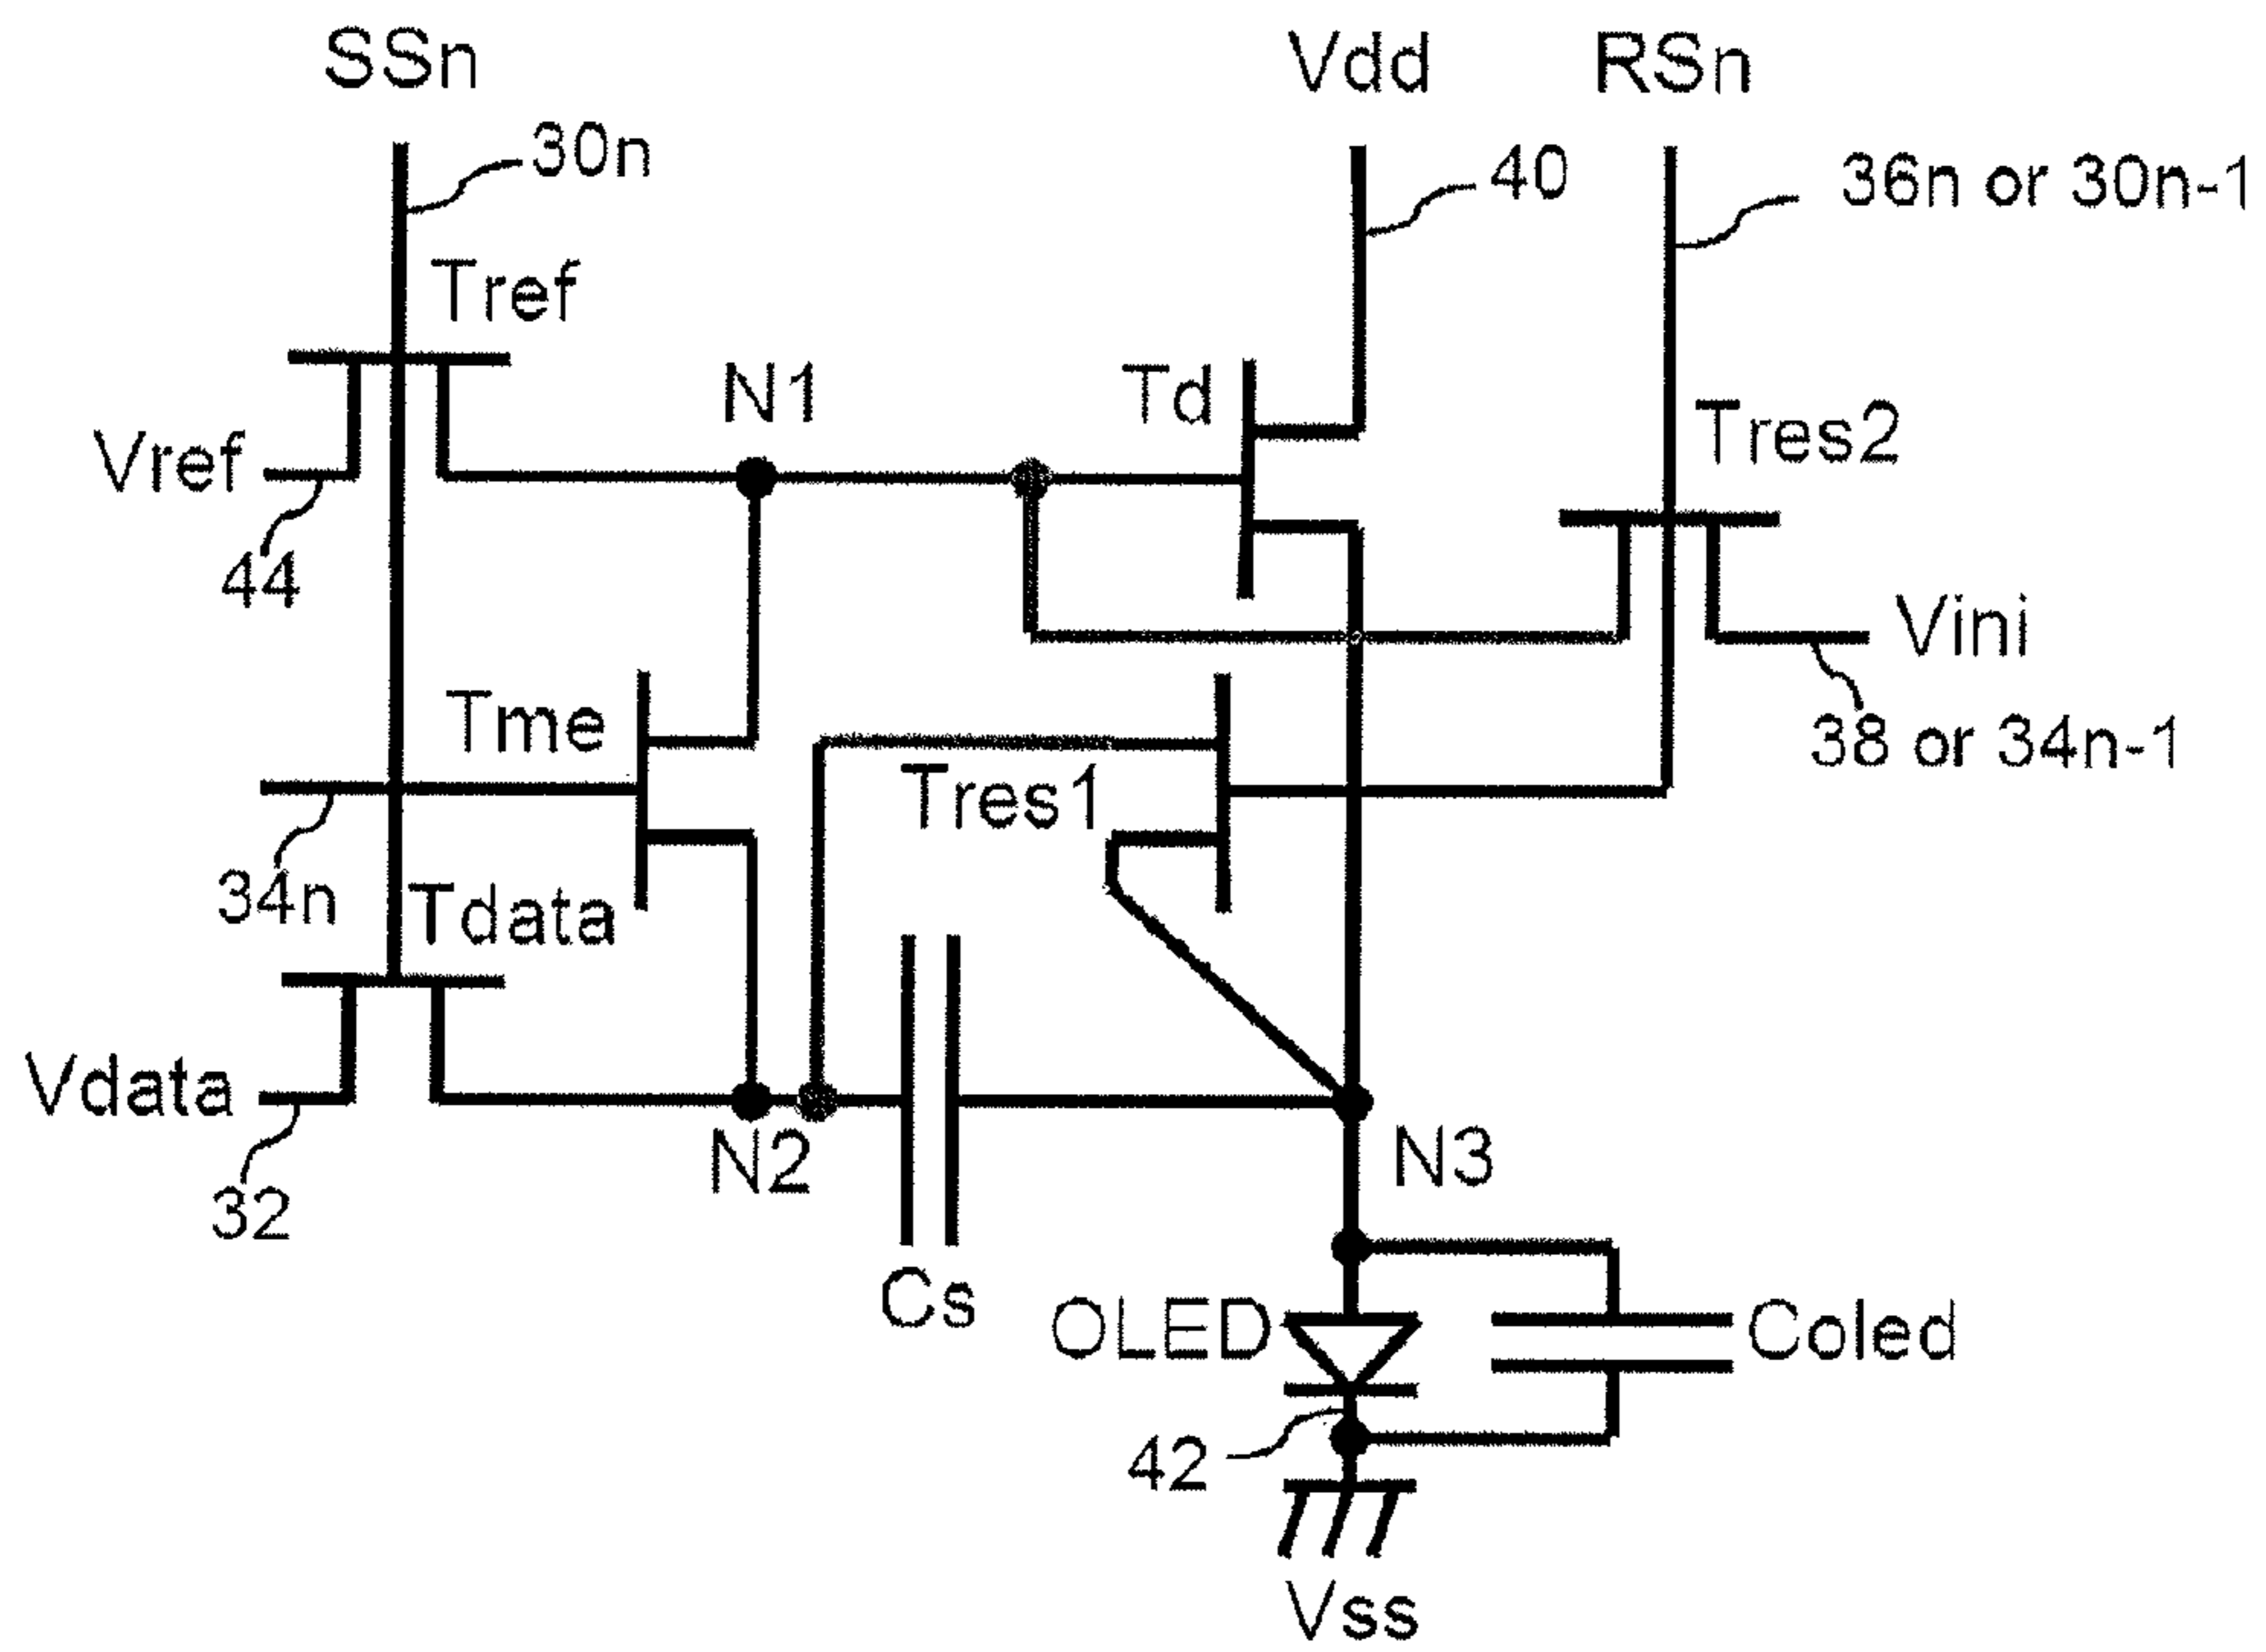 SSn
Vdd
RSn
30n
40
36n or 30n-1
Tref
N1
Td
Tres2
Vref
44
Vini
Tme
38 or 34n-1
Tres1
34n
Tdata
Vdata
N2
N3
32
Cs
OLED
Coled
42
Vss